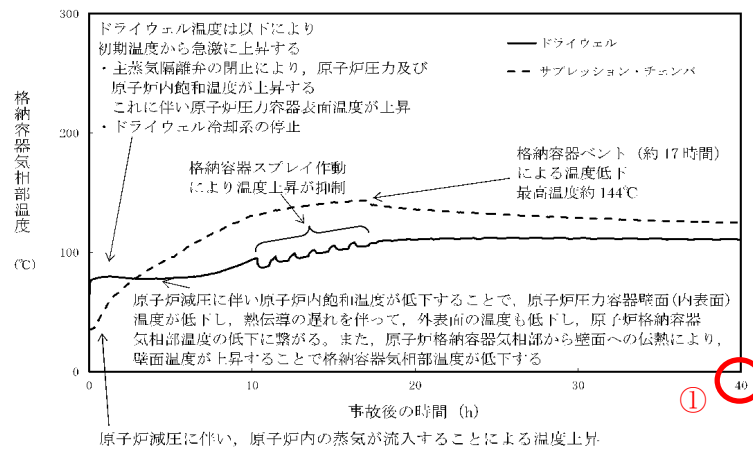 ドライウェル温度は以下により
初期温度から急激に上昇する
・主蒸気隔離弁の閉止により，原子炉圧力及び
原子炉内飽和温度が上昇する
これに伴い原子炉圧力容器表面温度が上昇
・ドライウェル冷却系の停止
ドライウェル
サプレッション・チェンバ
格納容器スプレイ作動
により温度上昇が抑制
格納容器ベント（約17時間）
による温度低下
最高温度約144℃
原子炉減圧に伴い原子炉内飽和温度が低下することで，原子炉圧力容器壁面(内表面)
温度が低下し，熱伝導の遅れを伴って，外表面の温度も低下し，原子炉格納容器
気相部温度の低下に繋がる。また，原子炉格納容器気相部から壁面への伝熱により，
壁面温度が上昇することで格納容器気相部温度が低下する
格納容器気相部温度
(℃)
300
200
100
0
0
10
20
30
40
事故後の時間 (h)
①
原子炉減圧に伴い，原子炉内の蒸気が流入することによる温度上昇